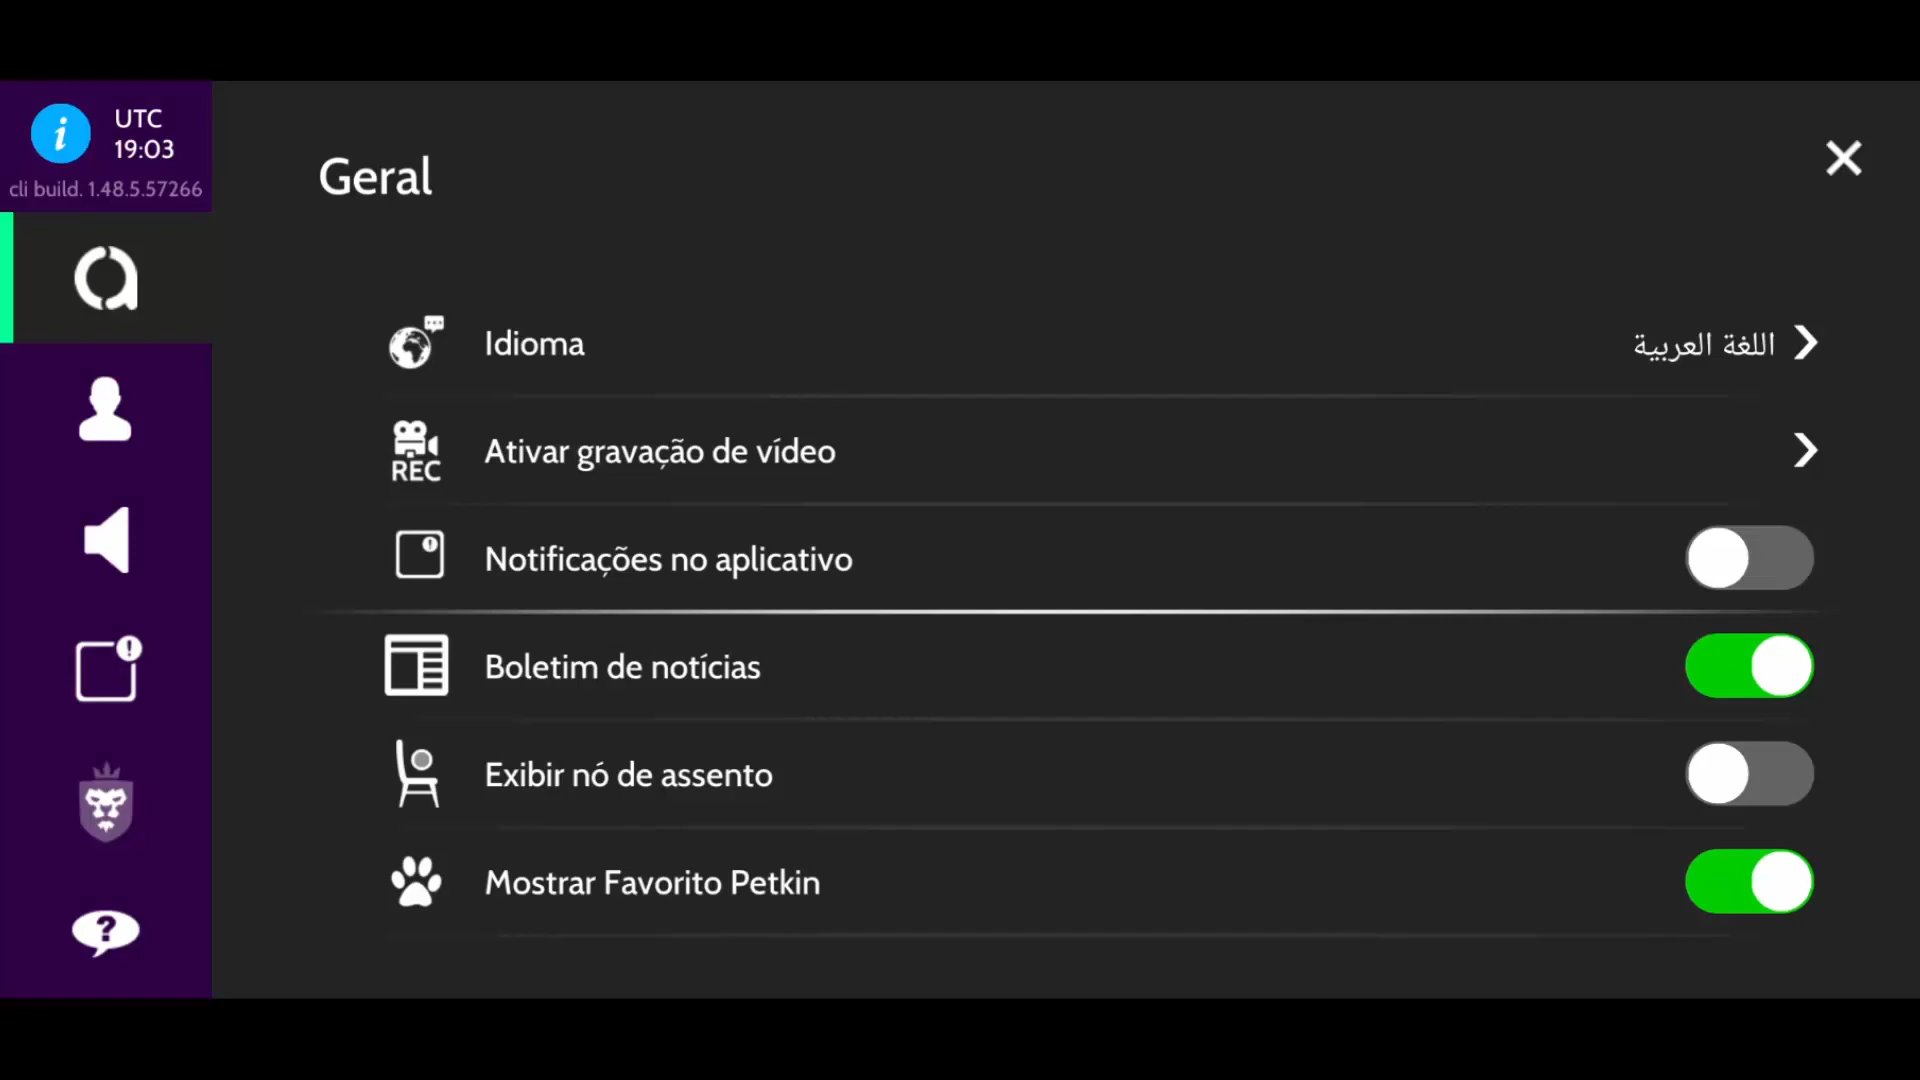 UTC
19:03
cli build. 1.48.5.57266
Geral
Idioma
اللغة العربية
REC
Ativar gravação de vídeo
Notificações no aplicativo
Boletim de notícias
Exibir nó de assento
Mostrar Favorito Petkin